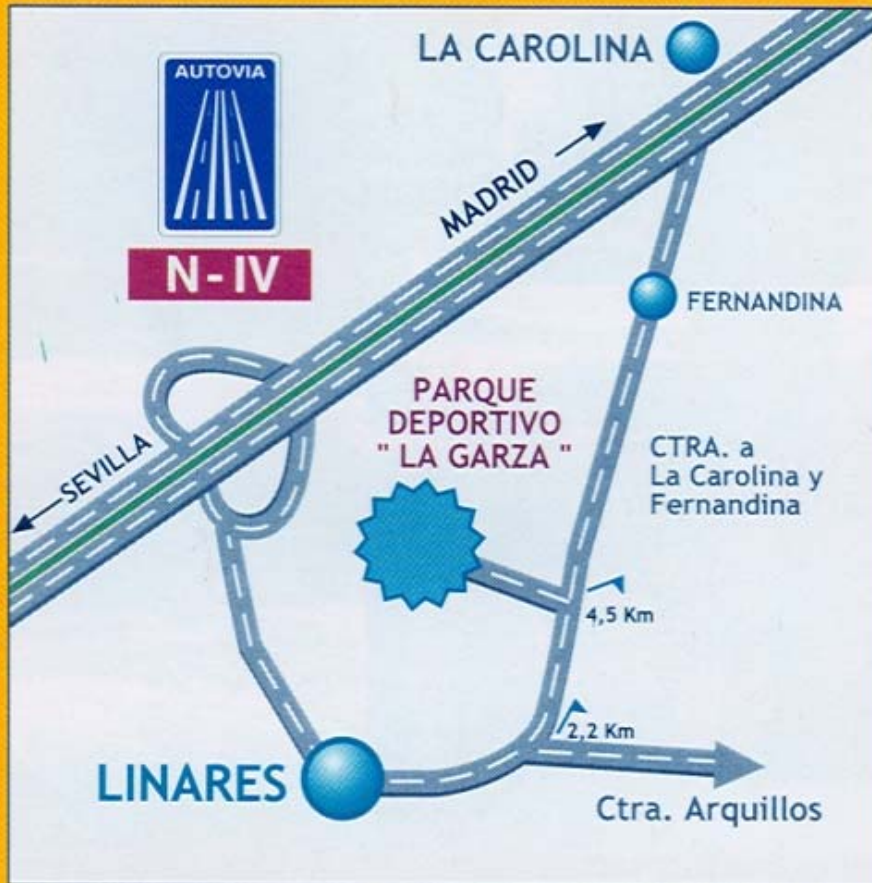 LA CAROLINA
AUTOVIA
MADRID
N-IV
FERNANDINA
PARQUE
DEPORTIVO
" LA GARZA "
SEVILLA
CTRA. a
La Carolina y
Fernandina
4,5 Km
2,2 Km
LINARES
Ctra. Arquillos